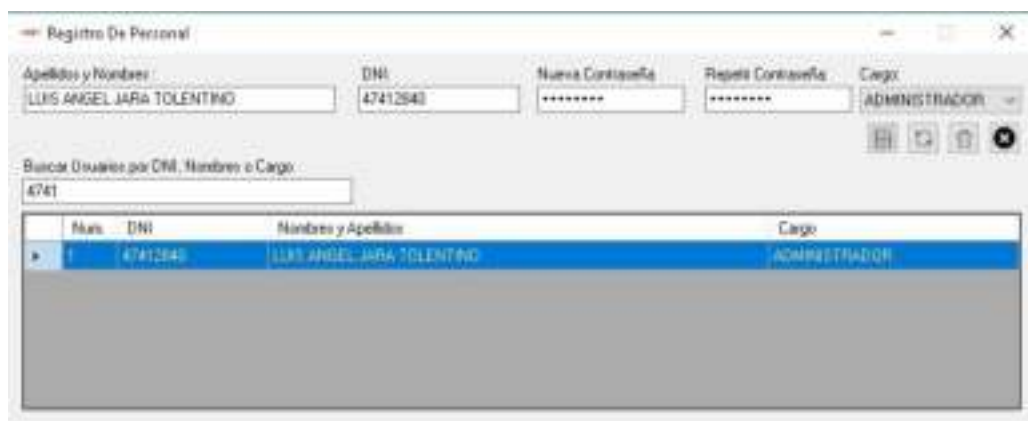 Registro De Personal
Apellidos y Nombres: DNI: Nueva Contraseña Repetir Contraseña Cargo:
LUIS ANGEL JARA TOLENTINO 47412840 ******** ******** ADMINISTRADOR
Buscar Usuarios por DNI, Nombres o Cargo:
4741
Num DNI Nombres y Apellidos Cargo
1 47412840 LUIS ANGEL JARA TOLENTINO ADMINISTRADOR